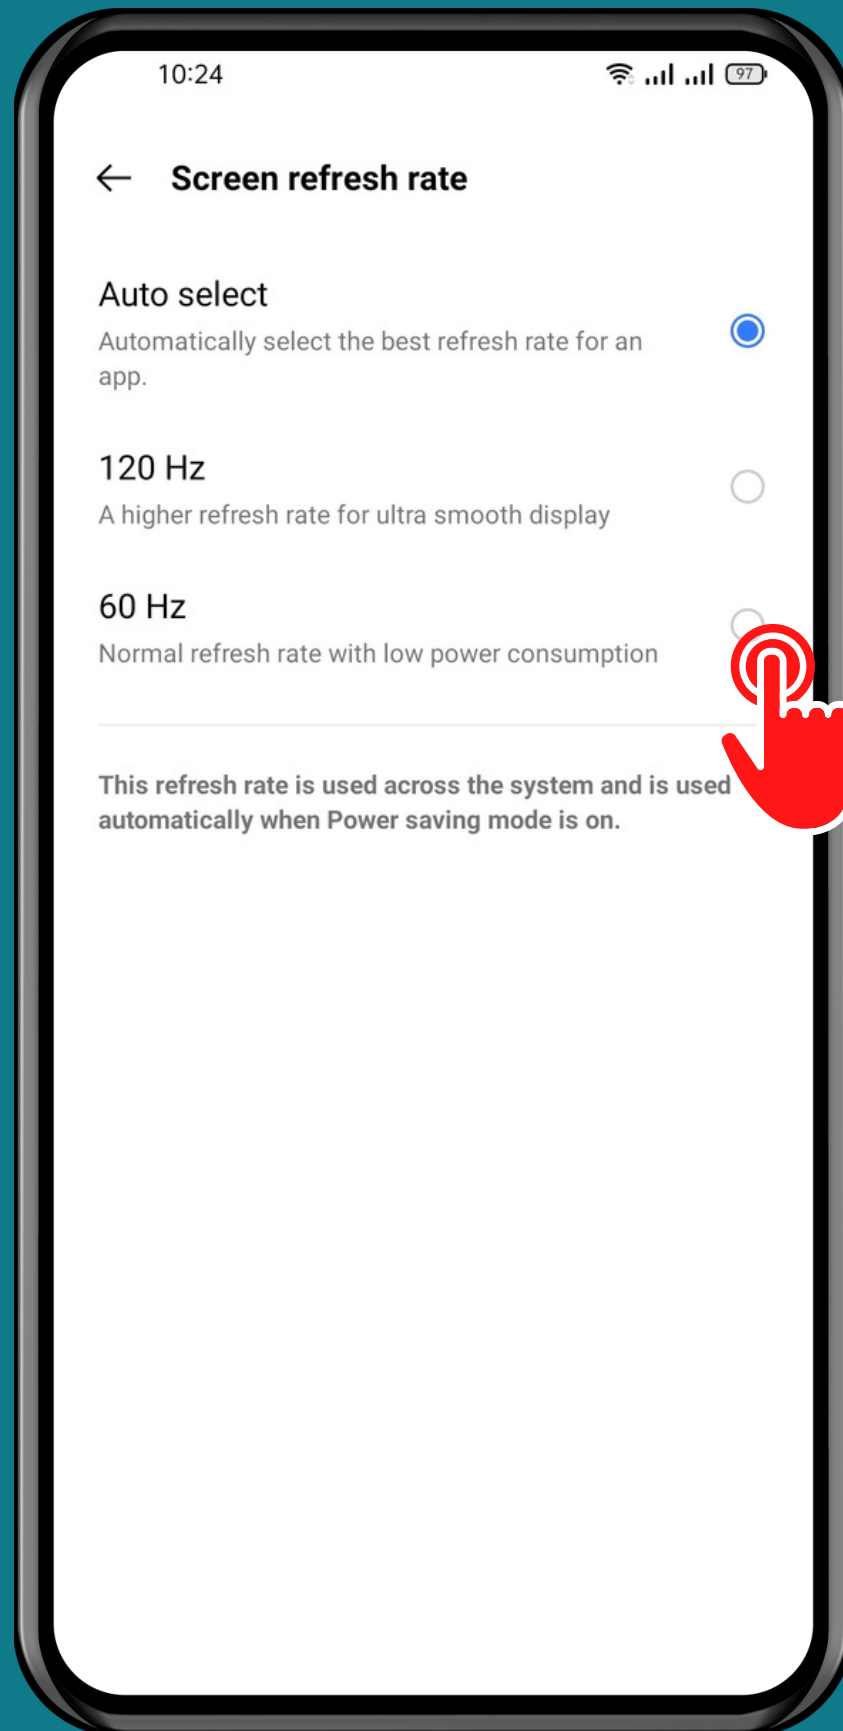 10:24
97
Screen refresh rate
Auto select
Automatically select the best refresh rate for an
app.
120 Hz
A higher refresh rate for ultra smooth display
60 Hz
Normal refresh rate with low power consumption
This refresh rate is used across the system and is used
automatically when Power saving mode is on.